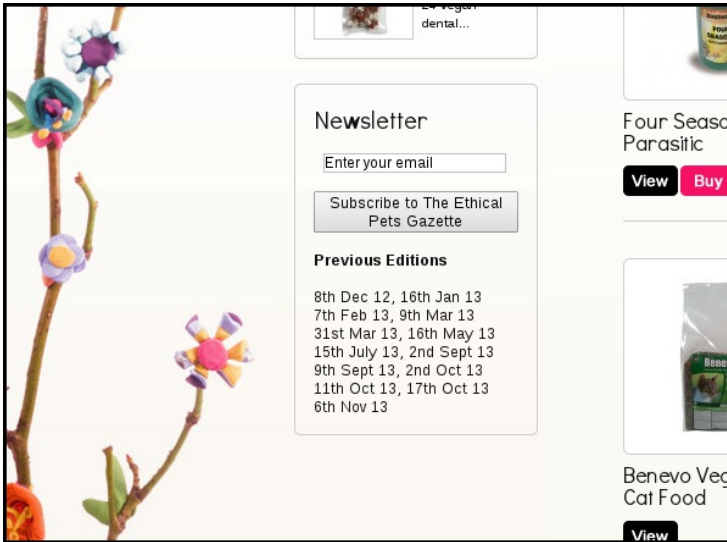 dental...
Newsletter
Enter your email
Subscribe to The Ethical
Pets Gazette
Previous Editions
8th Dec 12, 16th Jan 13
7th Feb 13, 9th Mar 13
31st Mar 13, 16th May 13
15th July 13, 2nd Sept 13
9th Sept 13, 2nd Oct 13
11th Oct 13, 17th Oct 13
6th Nov 13
FOUR
Four
Parasitic
View Buy
Benevo
Cat Food
View